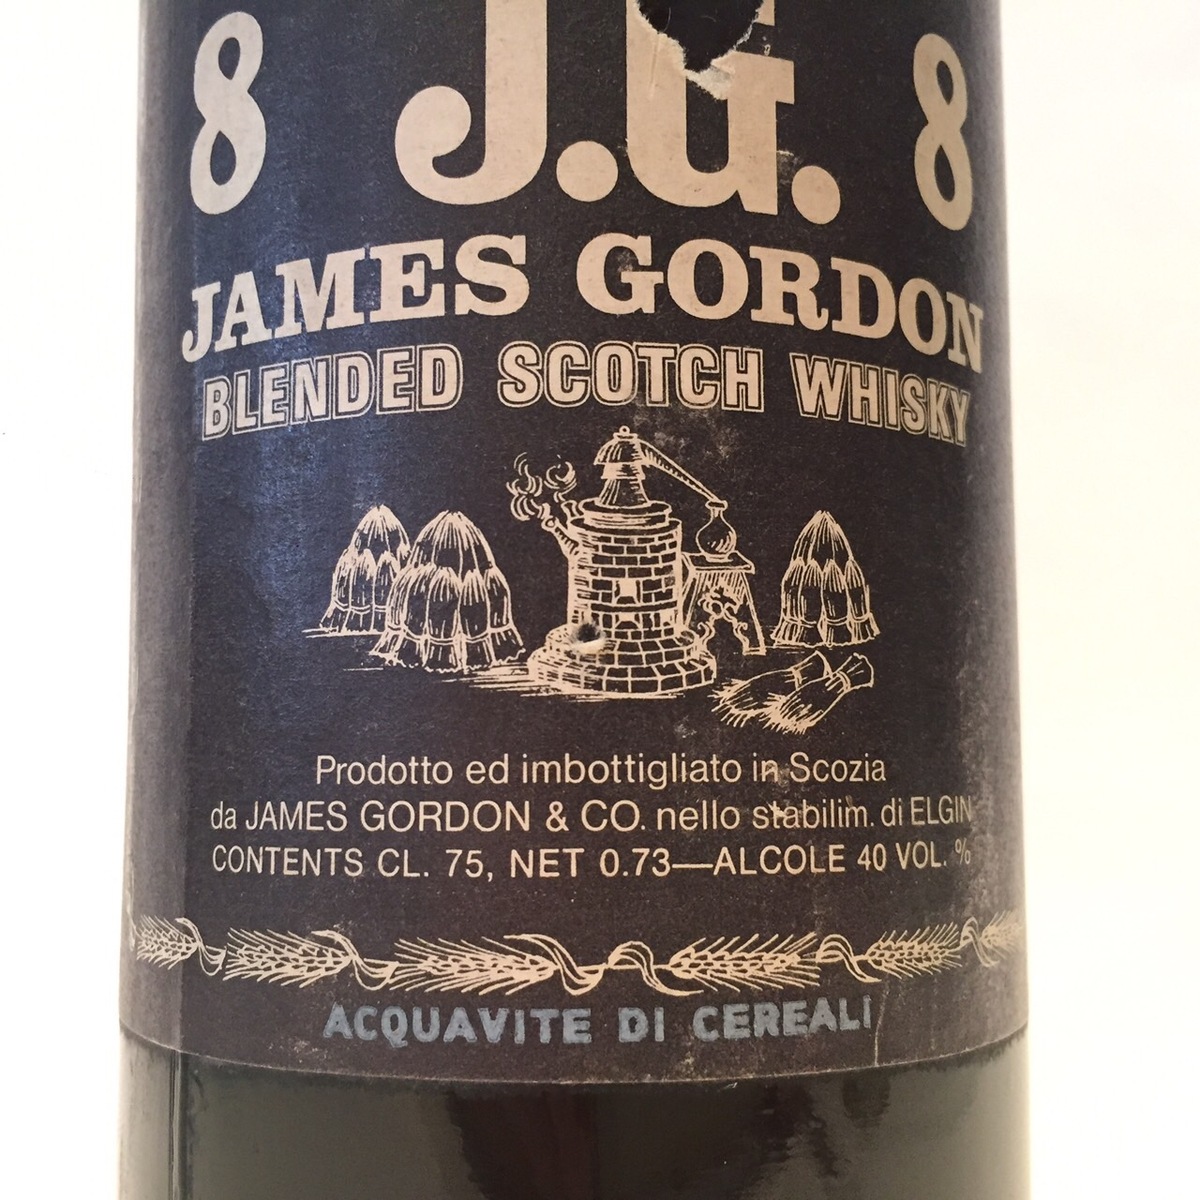 8 J.G. 8
JAMES GORDON
BLENDED SCOTCH WHISKY
Prodotto ed imbottigliato in Scozia
da JAMES GORDON & CO. nello stabilim. di ELGIN
CONTENTS CL. 75, NET 0.73—ALCOLE 40 VOL. %
ACQUAVITE DI CEREALI